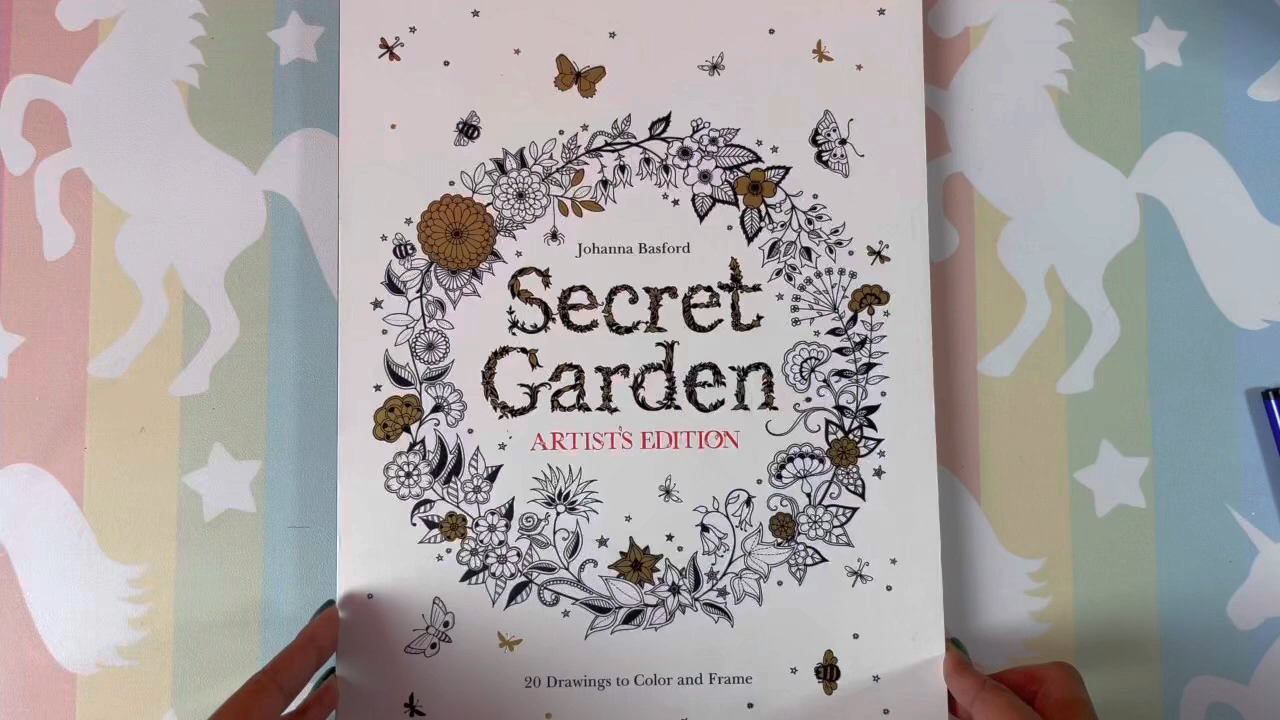 Johanna Basford
Secret
Garden
ARTIST'S EDITION
20 Drawings to Color and Frame